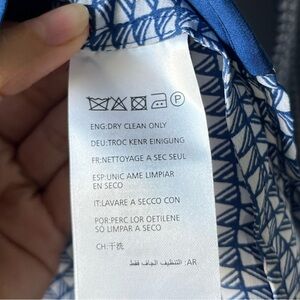 P
ENG:DRY CLEAN ONLY
DEU:TROC KENR EINIGUNG
FR:NETTOYAGE A SEC SEUL
ESP:UNIC AME LIMPIAR
EN SECO
IT:LAVARE A SECCO CON
POR:PERC LOR OETILENE
SO LIMPAR A SECO
CH:干洗
AR: التنظيف الجاف فقط